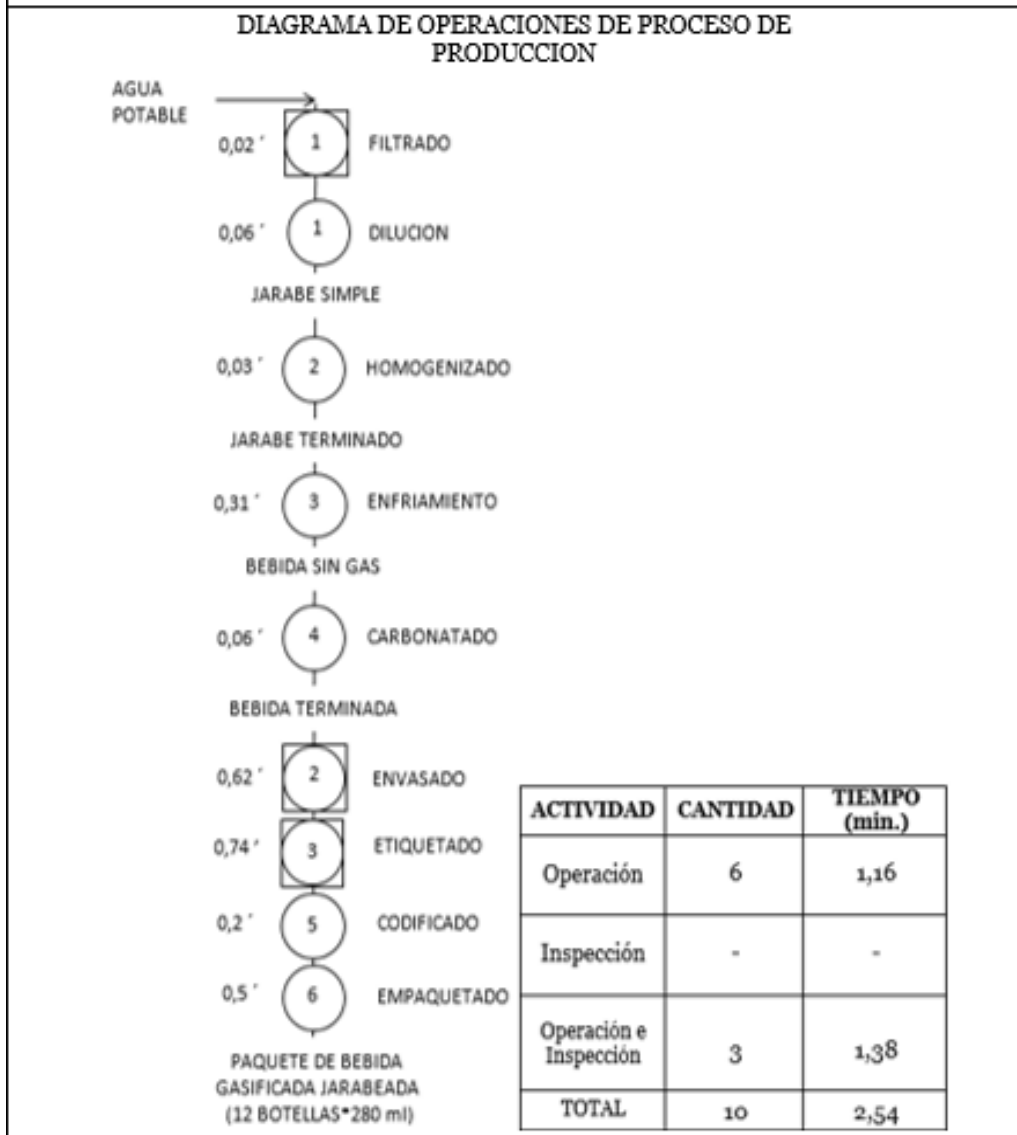 DIAGRAMA DE OPERACIONES DE PROCESO DE
PRODUCCION
AGUA
POTABLE
0,02 ´ 1 FILTRADO
0,06 ´ 1 DILUCION
JARABE SIMPLE
0,03 ´ 2 HOMOGENIZADO
JARABE TERMINADO
0,31 ´ 3 ENFRIAMIENTO
BEBIDA SIN GAS
0,06 ´ 4 CARBONATADO
BEBIDA TERMINADA
0,62 ´ 2 ENVASADO
0,74 ´ 3 ETIQUETADO
0,2 ´ 5 CODIFICADO
0,5 ´ 6 EMPAQUETADO
PAQUETE DE BEBIDA
GASIFICADA JARABEADA
(12 BOTELLAS*280 ml)
ACTIVIDAD CANTIDAD TIEMPO
(min.)
Operación 6 1,16
Inspección - -
Operación e
Inspección 3 1,38
TOTAL 10 2,54